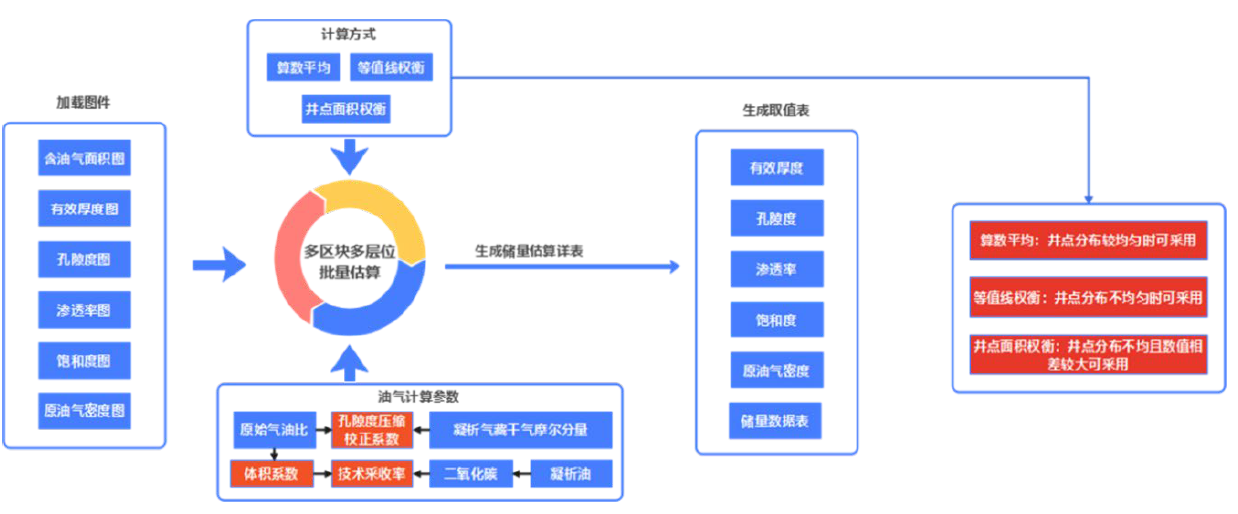 计算方式
算数平均
等值线权衡
井点面积权衡
加载图件
含油气面积图
有效厚度图
孔隙度图
渗透率图
饱和度图
原油气密度图
多区块多层位
批量估算
生成储量估算详表
油气计算参数
原始气油比
孔隙度压缩
校正系数
凝析气藏干气摩尔分量
体积系数
技术采收率
二氧化碳
凝析油
生成取值表
有效厚度
孔隙度
渗透率
饱和度
原油气密度
储量数据表
算数平均：井点分布较均匀时可采用
等值线权衡：井点分布不均匀时可采用
井点面积权衡：井点分布不均且数值相
差较大可采用